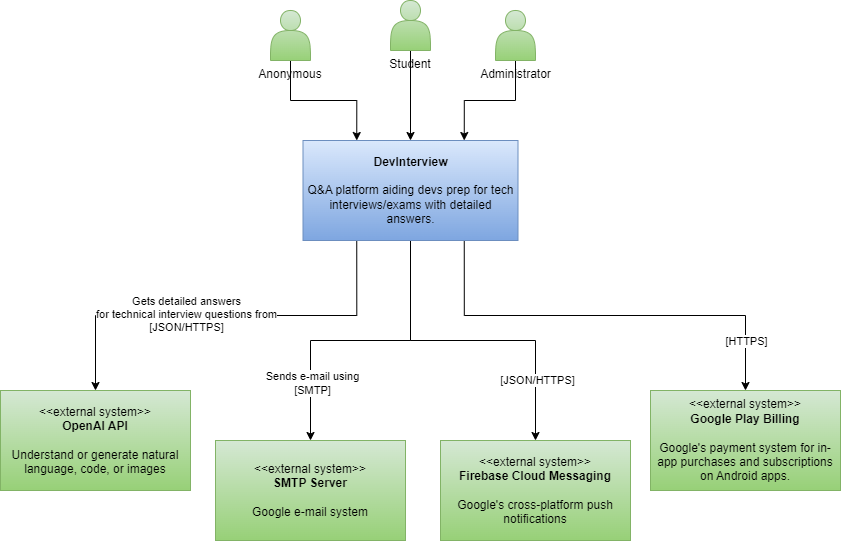 Anonymous
Student
Administrator
DevInterview
Q&A platform aiding devs prep for tech
interviews/exams with detailed
answers.
Gets detailed answers
for technical interview questions from
[JSON/HTTPS]
Sends e-mail using
[SMTP]
[JSON/HTTPS]
[HTTPS]
<<external system>>
OpenAI API
Understand or generate natural
language, code, or images
<<external system>>
SMTP Server
Google e-mail system
<<external system>>
Firebase Cloud Messaging
Google's cross-platform push
notifications
<<external system>>
Google Play Billing
Google's payment system for in-
app purchases and subscriptions
on Android apps.